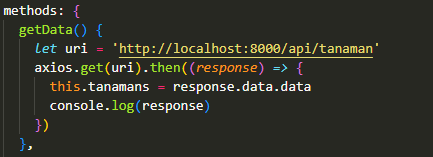 methods: {
  getData() {
    let uri = 'http://localhost:8000/api/tanaman'
    axios.get(uri).then((response) => {
      this.tanamans = response.data.data
      console.log(response)
    })
  },